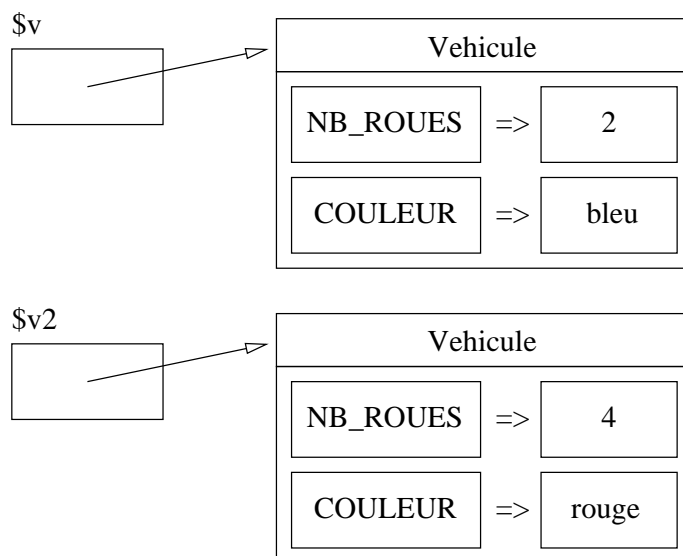 $v
Vehicule
NB_ROUES => 2
COULEUR => bleu
$v2
Vehicule
NB_ROUES => 4
COULEUR => rouge